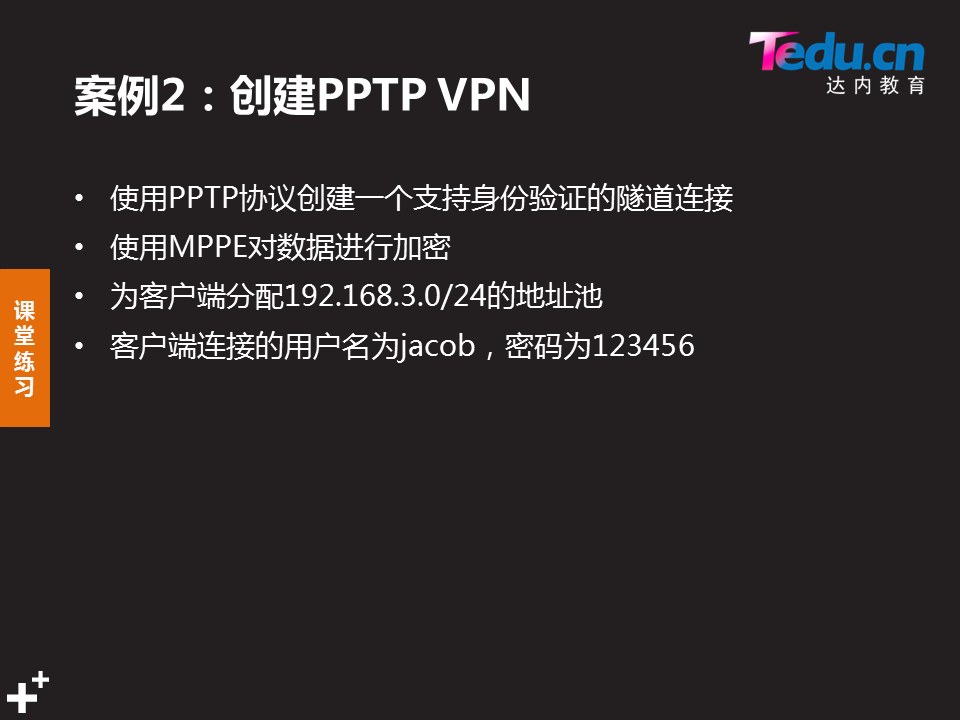 Tedu.cn
达内教育
案例2：创建PPTP VPN
• 使用PPTP协议创建一个支持身份验证的隧道连接
• 使用MPPE对数据进行加密
• 为客户端分配192.168.3.0/24的地址池
• 客户端连接的用户名为jacob，密码为123456
课
堂
练
习